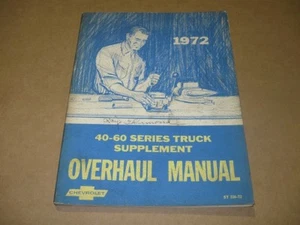 1972
40-60 SERIES TRUCK
SUPPLEMENT
OVERHAUL MANUAL
CHEVROLET